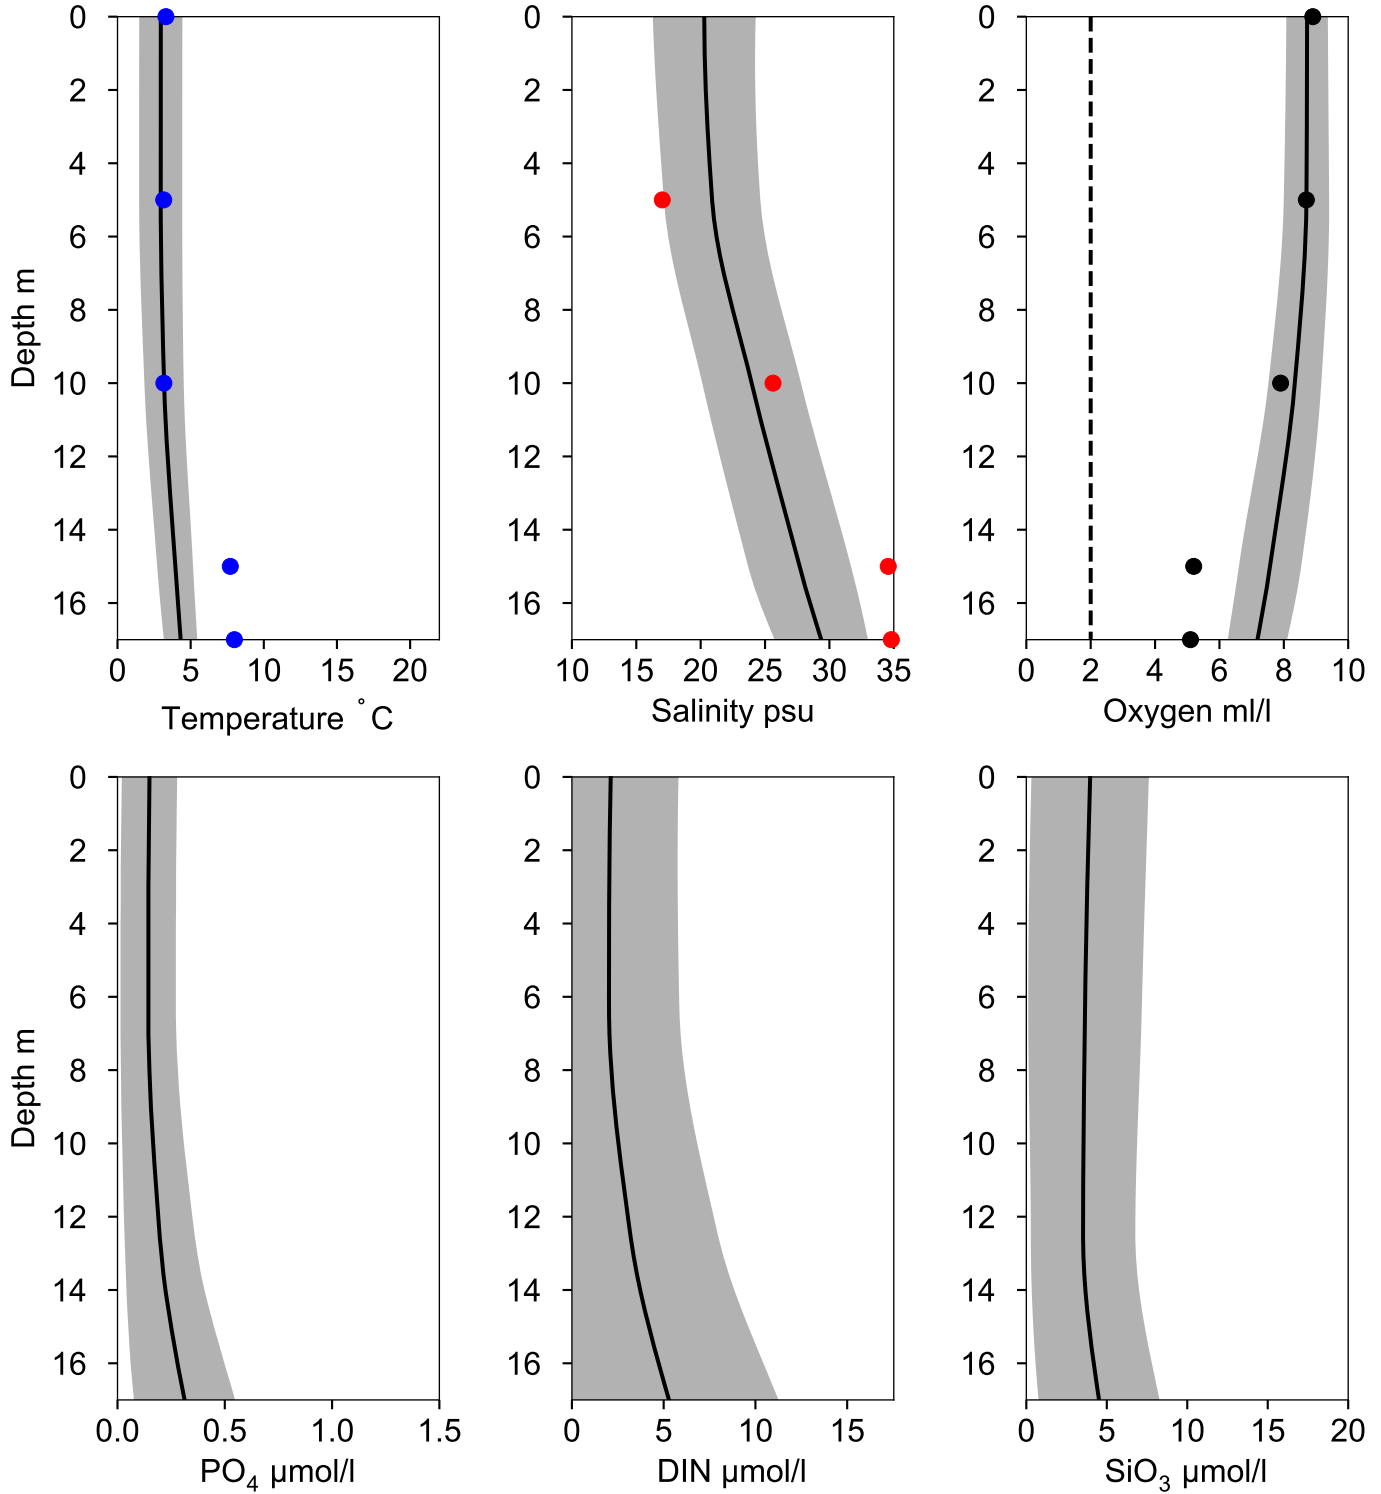 0 2 4 6 8 10 12 14 16
Depth m
0 5 10 15 20
Temperature °C
0 2 4 6 8 10 12 14 16
10 15 20 25 30 35
Salinity psu
0 2 4 6 8 10 12 14 16
0 2 4 6 8 10
Oxygen ml/l
0 2 4 6 8 10 12 14 16
Depth m
0.0 0.5 1.0 1.5
PO₄ µmol/l
0 2 4 6 8 10 12 14 16
0 5 10 15
DIN µmol/l
0 2 4 6 8 10 12 14 16
0 5 10 15 20
SiO₃ µmol/l